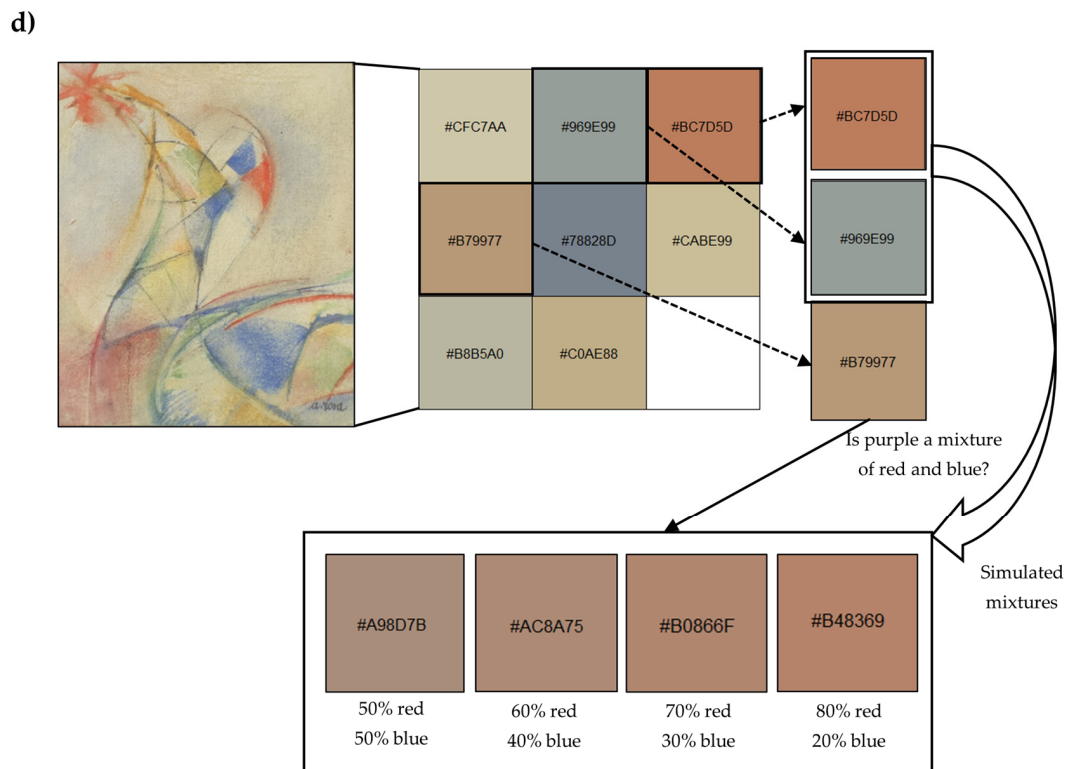 d)
#CFC7AA
#969E99
#BC7D5D
#B79977
#78828D
#CABE99
#B8B5A0
#C0AE88
#BC7D5D
#969E99
#B79977
Is purple a mixture
of red and blue?
Simulated
mixtures
#A98D7B
#AC8A75
#B0866F
#B48369
50% red
50% blue
60% red
40% blue
70% red
30% blue
80% red
20% blue